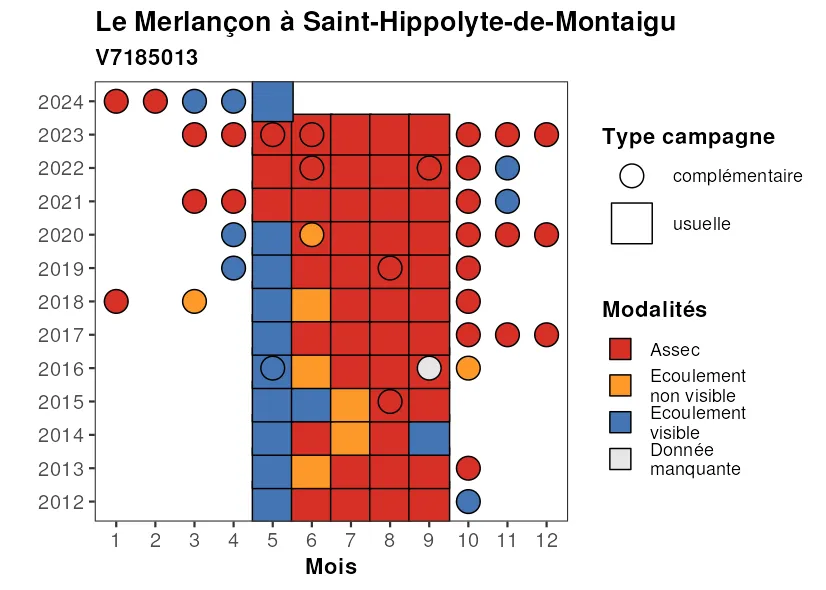 Le Merlançon à Saint-Hippolyte-de-Montaigu
V7185013
2024
2023
2022
2021
2020
2019
2018
2017
2016
2015
2014
2013
2012
1 2 3 4 5 6 7 8 9 10 11 12
Mois
Type campagne
complémentaire
usuelle
Modalités
Assec
Ecoulement
non visible
Ecoulement
visible
Donnée
manquante